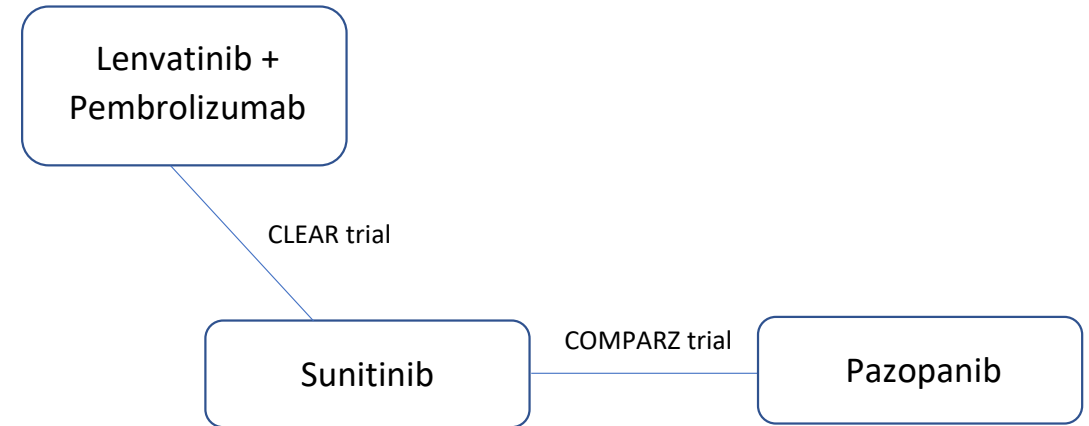 Lenvatinib +
Pembrolizumab
CLEAR trial
Sunitinib
COMPARZ trial
Pazopanib